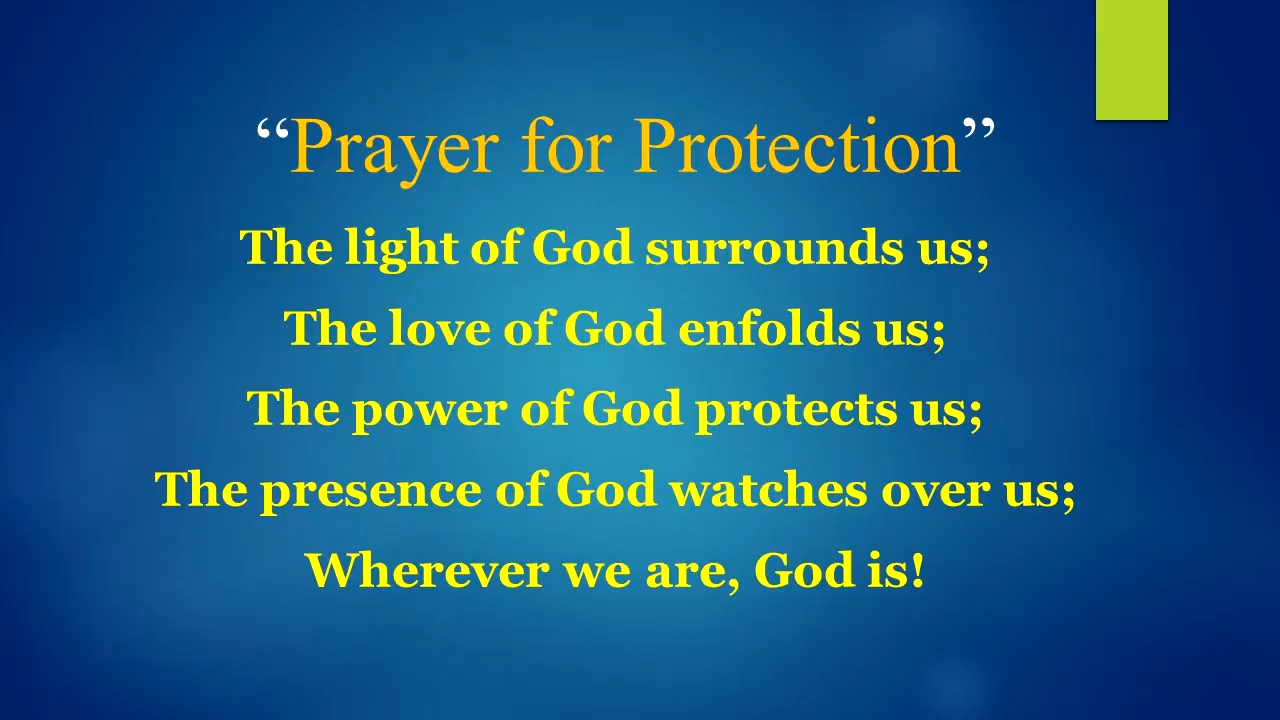 “Prayer for Protection”
The light of God surrounds us;
The love of God enfolds us;
The power of God protects us;
The presence of God watches over us;
Wherever we are, God is!